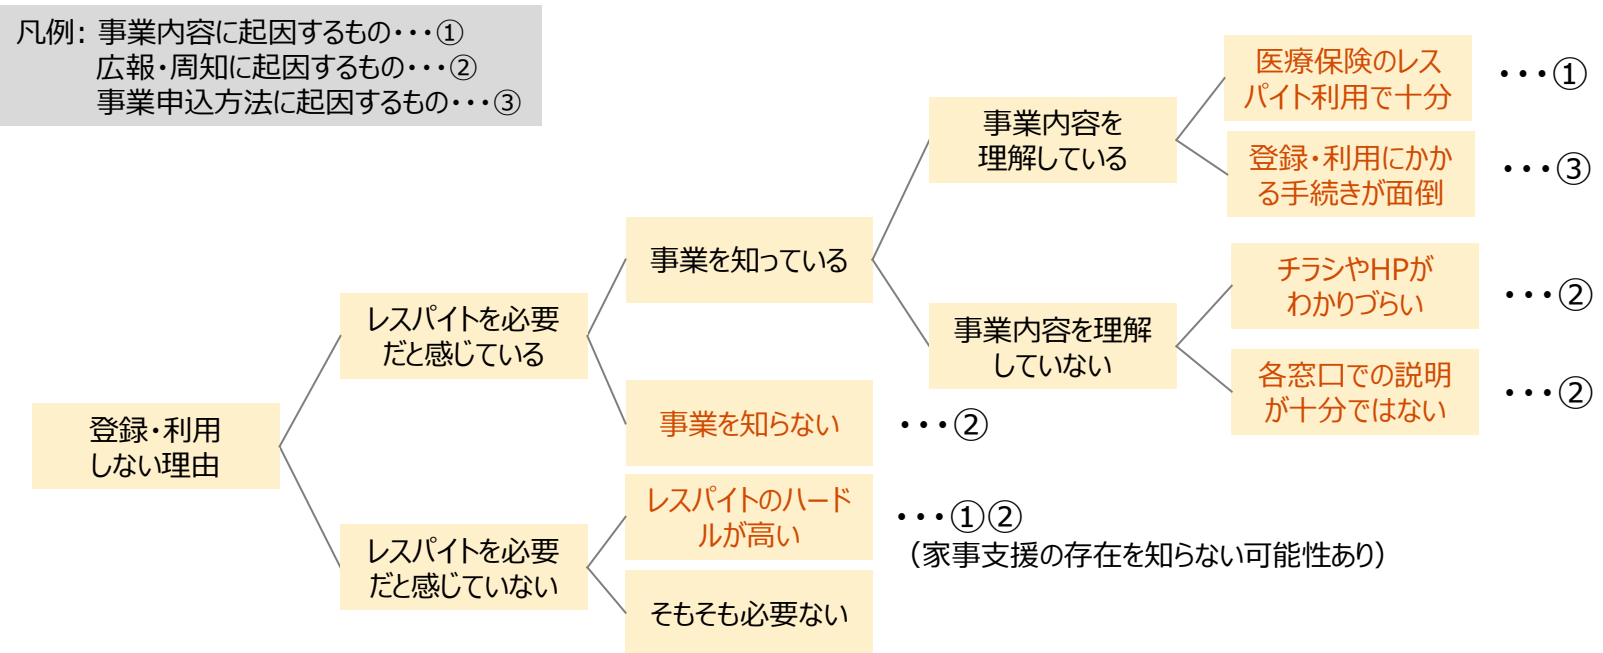 凡例: 事業内容に起因するもの・・・①
広報・周知に起因するもの・・・②
事業申込方法に起因するもの・・・③
登録・利用
しない理由
レスパイトを必要
だと感じている
レスパイトを必要
だと感じていない
事業を知っている
事業を知らない
・・・②
レスパイトのハード
ルが高い
・・・①②
（家事支援の存在を知らない可能性あり）
そもそも必要ない
事業内容を
理解している
事業内容を理解
していない
医療保険のレス
パイト利用で十分
・・・①
登録・利用にかか
る手続きが面倒
・・・③
チラシやHPが
わかりづらい
・・・②
各窓口での説明
が十分ではない
・・・②